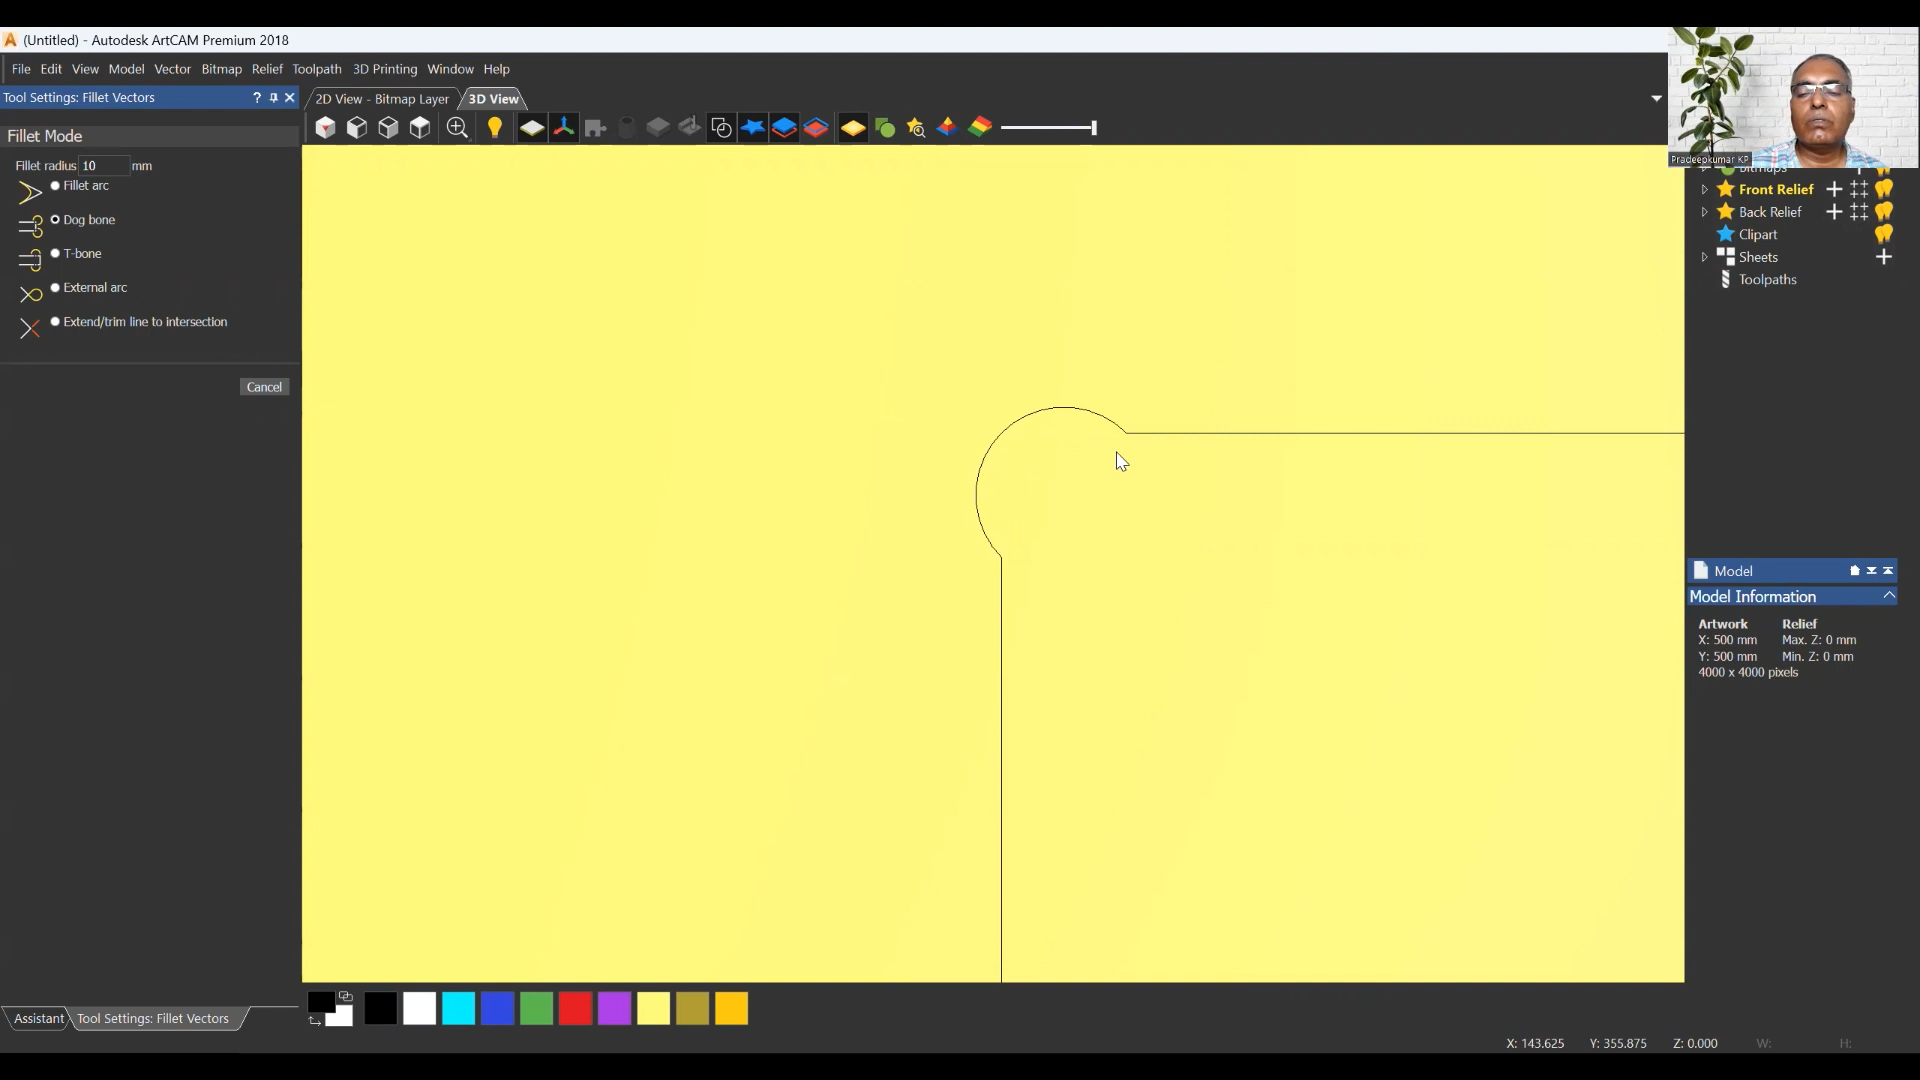 (Untitled) - Autodesk ArtCAM Premium 2018
File Edit View Model Vector Bitmap Relief Toolpath 3D Printing Window Help
Tool Settings: Fillet Vectors ?
2D View - Bitmap Layer 3D View
Fillet Mode
Fillet radius 10 mm
Fillet arc
Dog bone
T-bone
External arc
Extend/trim line to intersection
Cancel
Pradeepkumar KP
Bitmaps
Front Relief
Back Relief
Clipart
Sheets
Toolpaths
Model
Model Information
Artwork Relief
X: 500 mm Max. Z: 0 mm
Y: 500 mm Min. Z: 0 mm
4000 x 4000 pixels
Assistant Tool Settings: Fillet Vectors
X: 143.625 Y: 355.875 Z: 0.000 W: H: